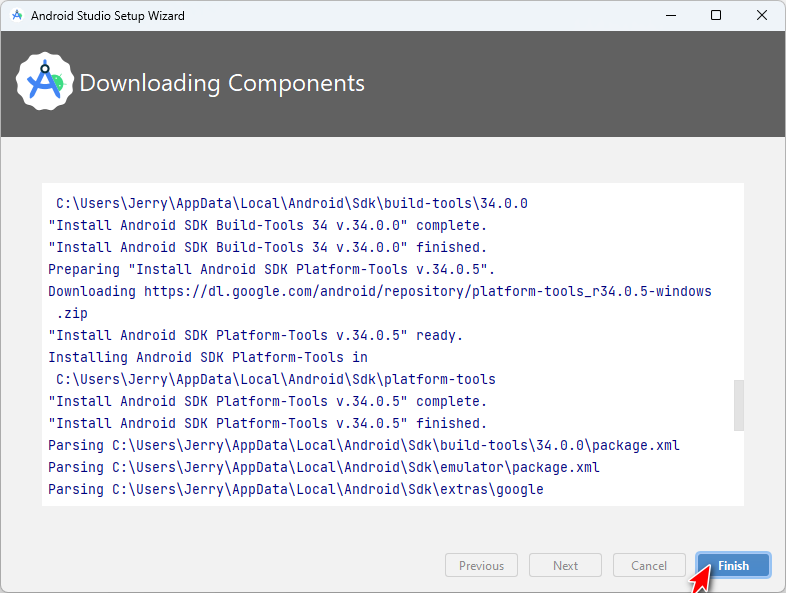 Android Studio Setup Wizard
Downloading Components
C:\Users\Jerry\AppData\Local\Android\Sdk\build-tools\34.0.0
"Install Android SDK Build-Tools 34 v.34.0.0" complete.
"Install Android SDK Build-Tools 34 v.34.0.0" finished.
Preparing "Install Android SDK Platform-Tools v.34.0.5".
Downloading https://dl.google.com/android/repository/platform-tools_r34.0.5-windows
.zip
"Install Android SDK Platform-Tools v.34.0.5" ready.
Installing Android SDK Platform-Tools in
C:\Users\Jerry\AppData\Local\Android\Sdk\platform-tools
"Install Android SDK Platform-Tools v.34.0.5" complete.
"Install Android SDK Platform-Tools v.34.0.5" finished.
Parsing C:\Users\Jerry\AppData\Local\Android\Sdk\build-tools\34.0.0\package.xml
Parsing C:\Users\Jerry\AppData\Local\Android\Sdk\emulator\package.xml
Parsing C:\Users\Jerry\AppData\Local\Android\Sdk\extras\google
Previous Next Cancel Finish